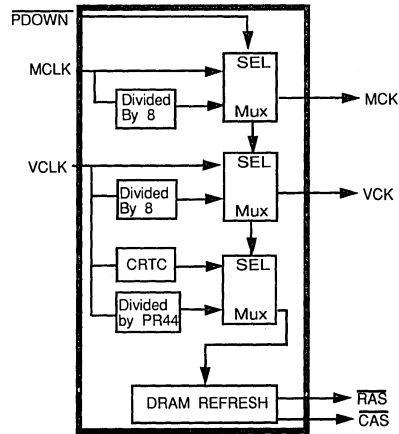 PDOWN
SEL
MCLK
Divided
By 8
Mux
MCK
SEL
VCLK
Divided
By 8
VCK
Mux
SEL
CRTC
Divided
by PR44
Mux
DRAM REFRESH
RAS
CAS